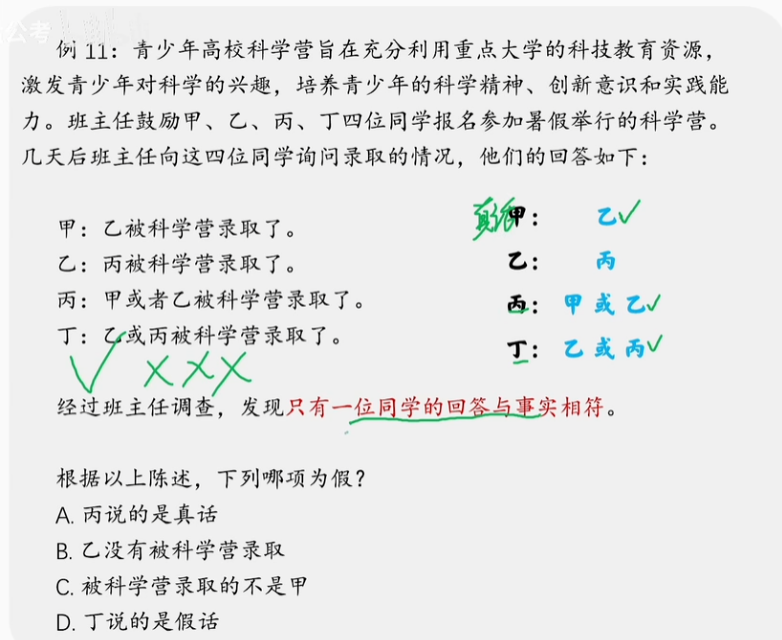 公考
例 11：青少年高校科学营旨在充分利用重点大学的科技教育资源，
激发青少年对科学的兴趣，培养青少年的科学精神、创新意识和实践能
力。班主任鼓励甲、乙、丙、丁四位同学报名参加暑假举行的科学营。
几天后班主任向这四位同学询问录取的情况，他们的回答如下：
甲：乙被科学营录取了。
乙：丙被科学营录取了。
丙：甲或者乙被科学营录取了。
丁：乙或丙被科学营录取了。
真假甲： 乙✓
乙： 丙
丙： 甲或乙✓
丁： 乙或丙✓
✓ × × ×
经过班主任调查，发现只有一位同学的回答与事实相符。
根据以上陈述，下列哪项为假？
A. 丙说的是真话
B. 乙没有被科学营录取
C. 被科学营录取的不是甲
D. 丁说的是假话